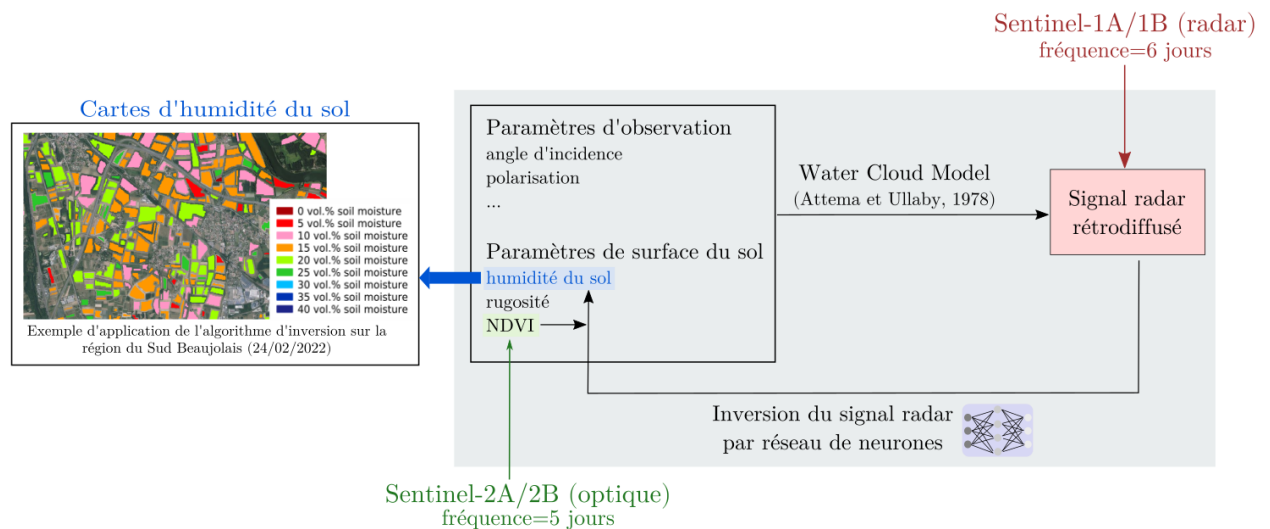 Sentinel-1A/1B (radar)
fréquence=6 jours
Cartes d'humidité du sol
0 vol.% soil moisture
5 vol.% soil moisture
10 vol.% soil moisture
15 vol.% soil moisture
20 vol.% soil moisture
25 vol.% soil moisture
30 vol.% soil moisture
35 vol.% soil moisture
40 vol.% soil moisture
Exemple d'application de l'algorithme d'inversion sur la
région du Sud Beaujolais (24/02/2022)
Paramètres d'observation
angle d'incidence
polarisation
...
Paramètres de surface du sol
humidité du sol
rugosité
NDVI
Water Cloud Model
(Attema et Ullaby, 1978)
Signal radar
rétrodiffusé
Inversion du signal radar
par réseau de neurones
Sentinel-2A/2B (optique)
fréquence=5 jours